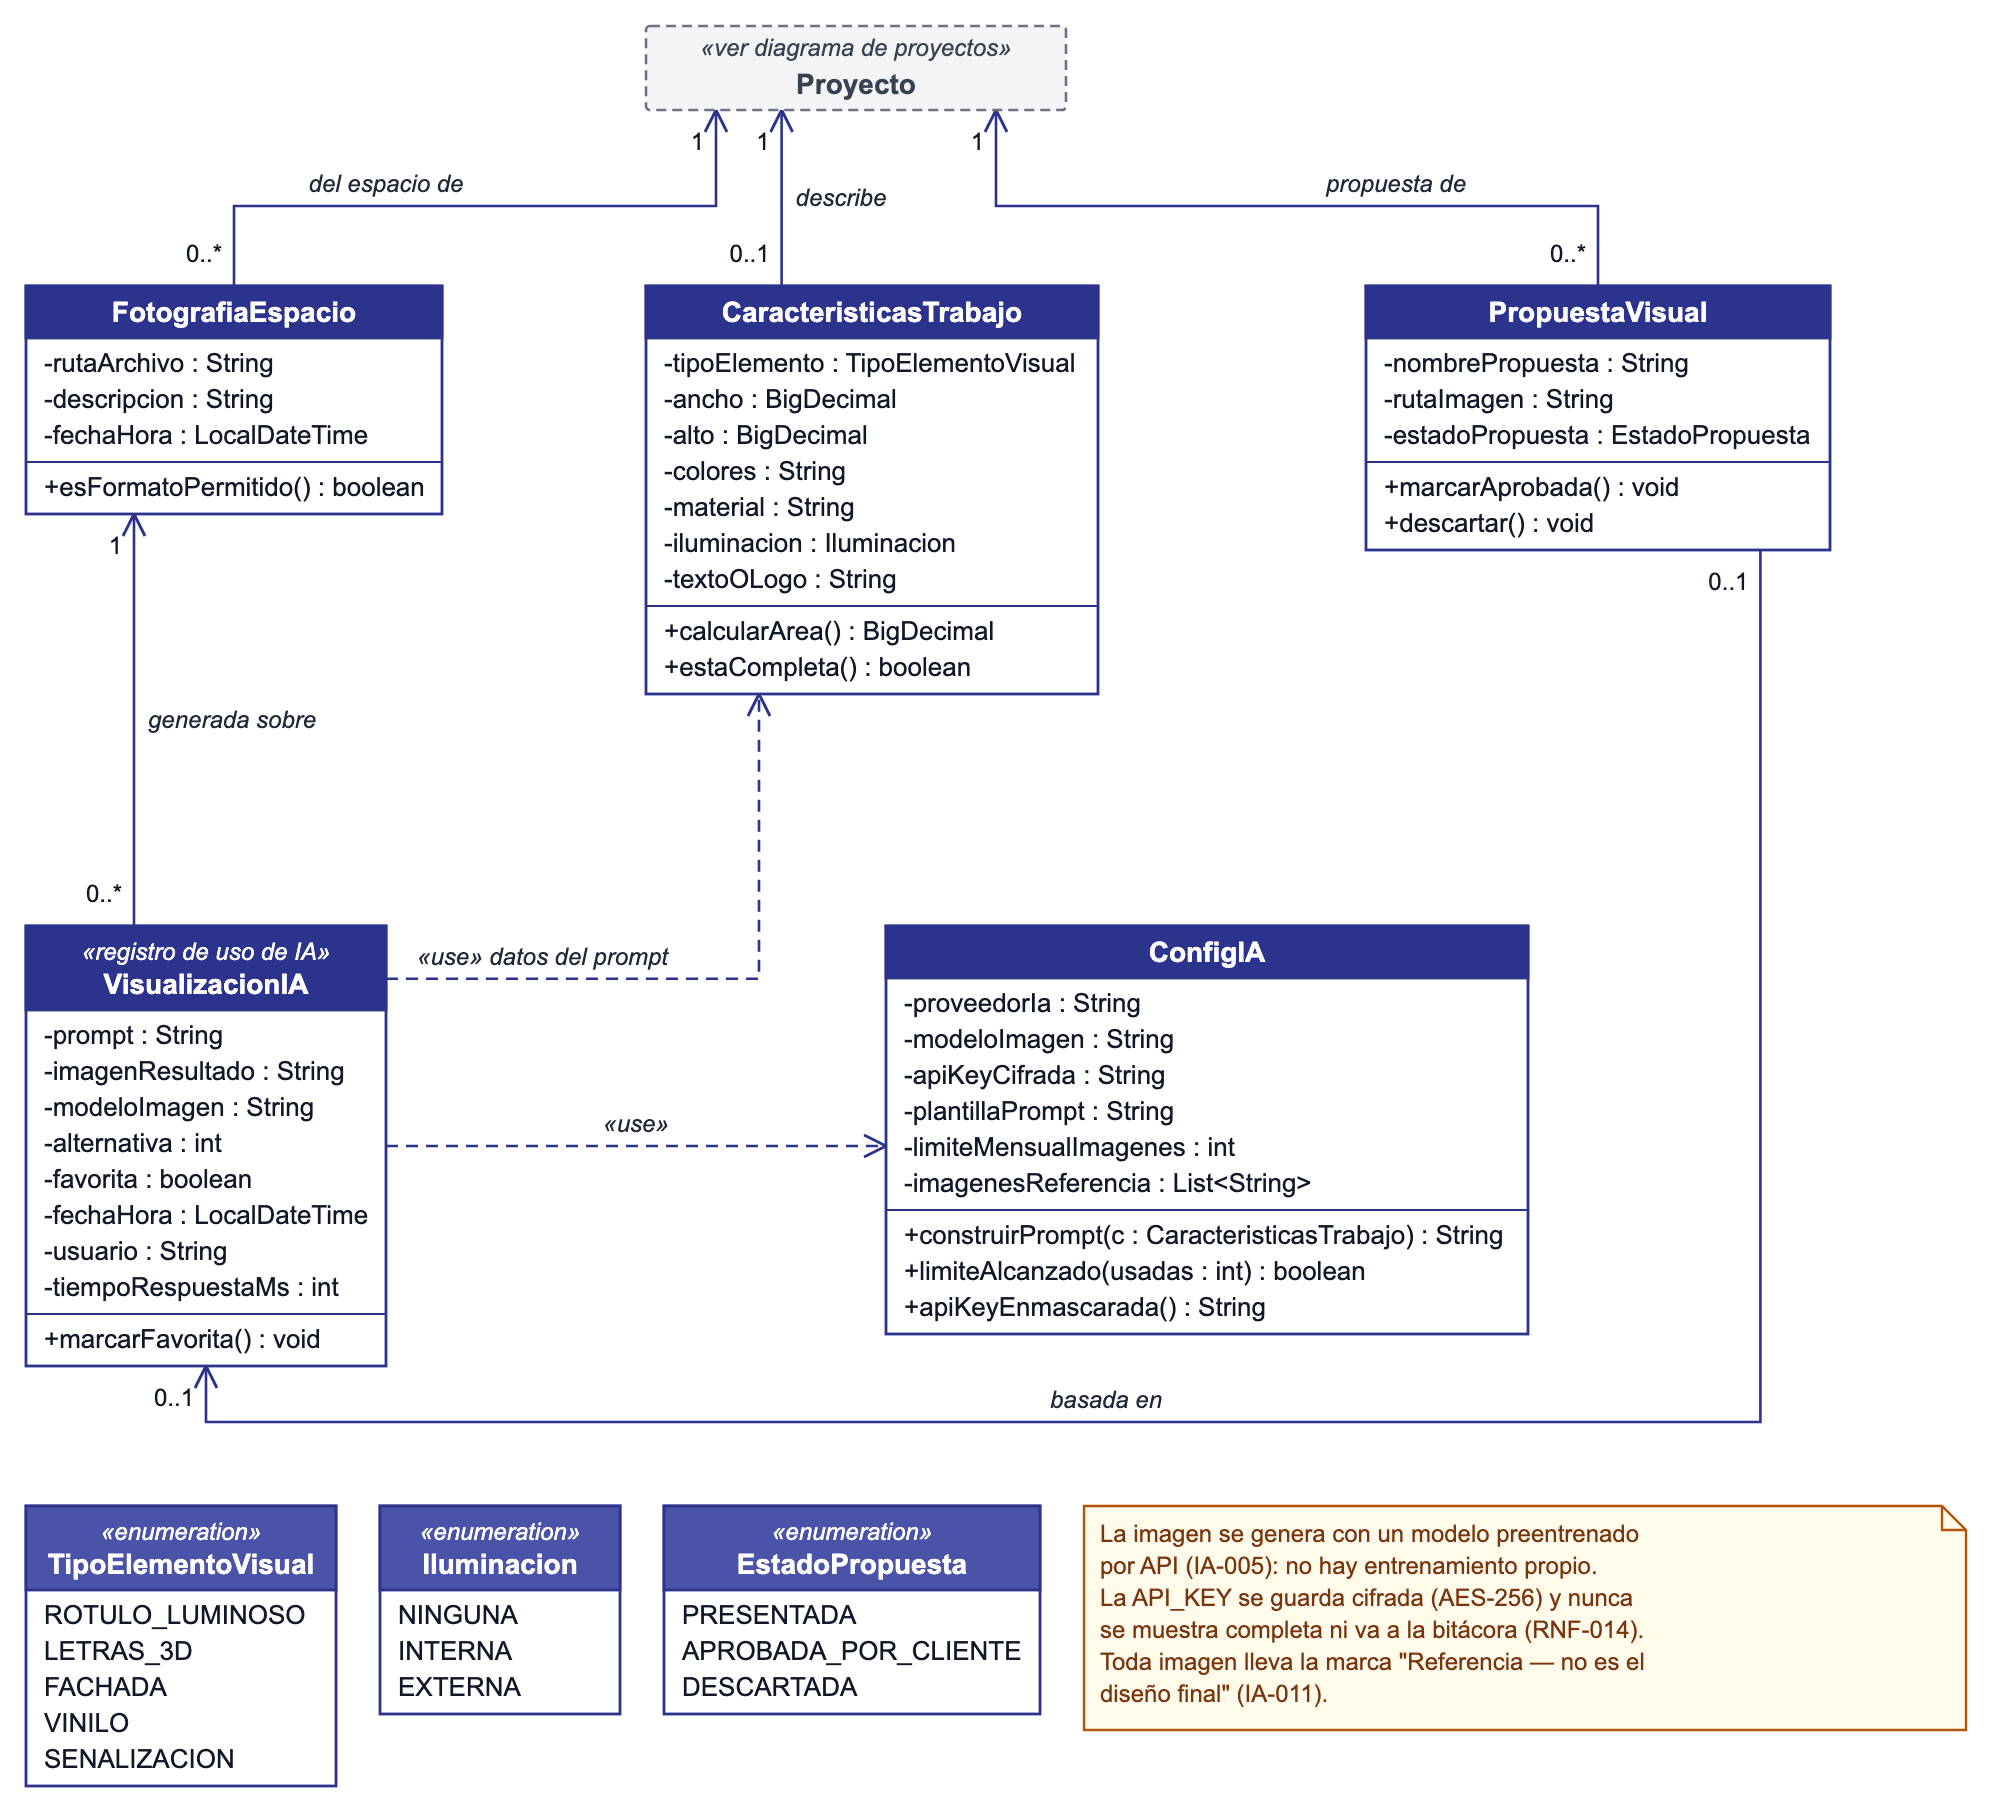 «ver diagrama de proyectos»
Proyecto
1
1
1
del espacio de
describe
propuesta de
0..*
0..1
0..*
FotografiaEspacio
-rutaArchivo : String
-descripcion : String
-fechaHora : LocalDateTime
+esFormatoPermitido() : boolean
CaracteristicasTrabajo
-tipoElemento : TipoElementoVisual
-ancho : BigDecimal
-alto : BigDecimal
-colores : String
-material : String
-iluminacion : Iluminacion
-textoOLogo : String
+calcularArea() : BigDecimal
+estaCompleta() : boolean
PropuestaVisual
-nombrePropuesta : String
-rutaImagen : String
-estadoPropuesta : EstadoPropuesta
+marcarAprobada() : void
+descartar() : void
1
0..1
generada sobre
0..*
«registro de uso de IA»
VisualizacionIA
-prompt : String
-imagenResultado : String
-modeloImagen : String
-alternativa : int
-favorita : boolean
-fechaHora : LocalDateTime
-usuario : String
-tiempoRespuestaMs : int
+marcarFavorita() : void
«use» datos del prompt
«use»
ConfigIA
-proveedorIa : String
-modeloImagen : String
-apiKeyCifrada : String
-plantillaPrompt : String
-limiteMensualImagenes : int
-imagenesReferencia : List<String>
+construirPrompt(c : CaracteristicasTrabajo) : String
+limiteAlcanzado(usadas : int) : boolean
+apiKeyEnmascarada() : String
0..1
basada en
«enumeration»
TipoElementoVisual
ROTULO_LUMINOSO
LETRAS_3D
FACHADA
VINILO
SENALIZACION
«enumeration»
Iluminacion
NINGUNA
INTERNA
EXTERNA
«enumeration»
EstadoPropuesta
PRESENTADA
APROBADA_POR_CLIENTE
DESCARTADA
La imagen se genera con un modelo preentrenado
por API (IA-005): no hay entrenamiento propio.
La API_KEY se guarda cifrada (AES-256) y nunca
se muestra completa ni va a la bitácora (RNF-014).
Toda imagen lleva la marca "Referencia — no es el
diseño final" (IA-011).